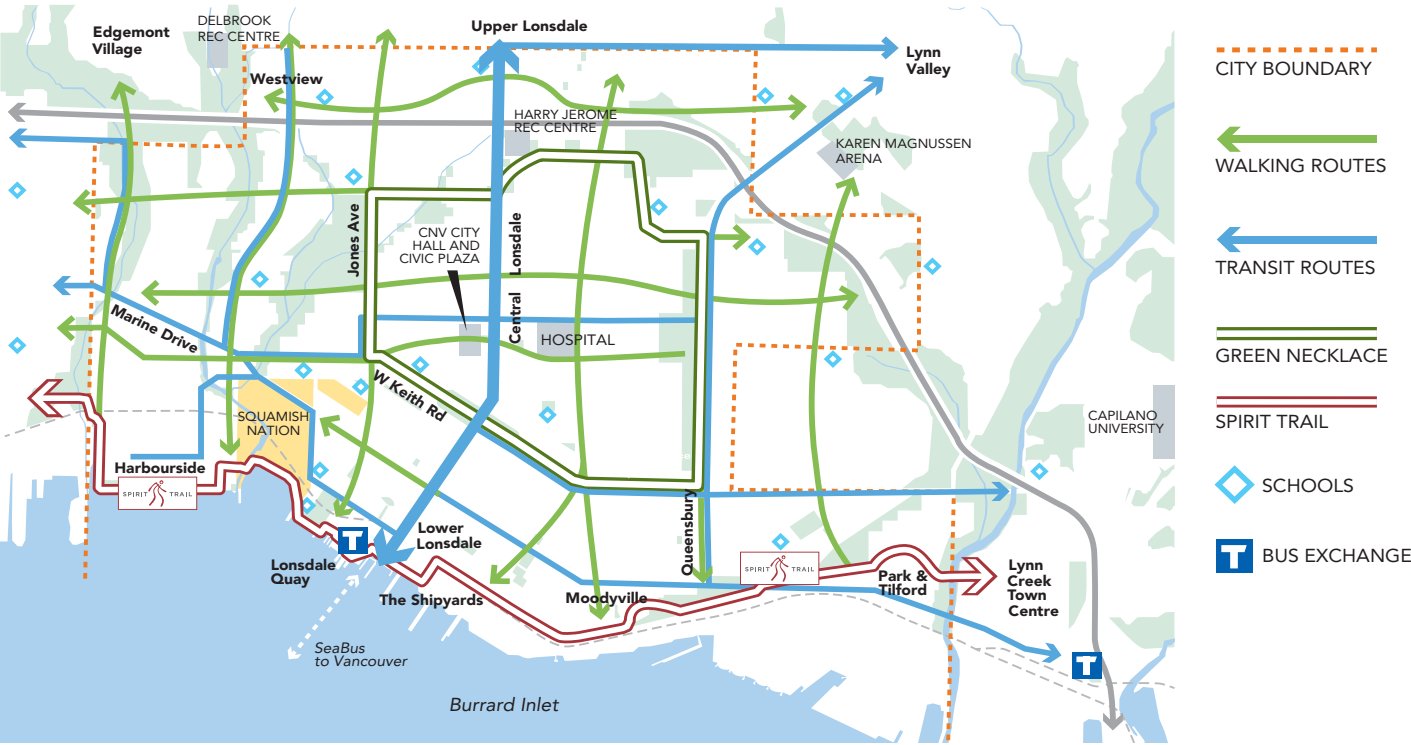 DELBROOK
REC CENTRE
Edgemont
Village
Upper Lonsdale
Westview
Lynn
Valley
HARRY JEROME
REC CENTRE
KAREN MAGNUSSEN
ARENA
Jones Ave
CNV CITY
HALL AND
CIVIC PLAZA
Central Lonsdale
Marine Drive
HOSPITAL
W Keith Rd
SQUAMISH
NATION
CAPILANO
UNIVERSITY
Harbourside
SPIRIT TRAIL
Queensbury
Lower
Lonsdale
T
Lonsdale
Quay
The Shipyards
Moodyville
SPIRIT TRAIL
Park &
Tilford
Lynn
Creek
Town
Centre
SeaBus
to Vancouver
T
Burrard Inlet
CITY BOUNDARY
WALKING ROUTES
TRANSIT ROUTES
GREEN NECKLACE
SPIRIT TRAIL
SCHOOLS
T BUS EXCHANGE